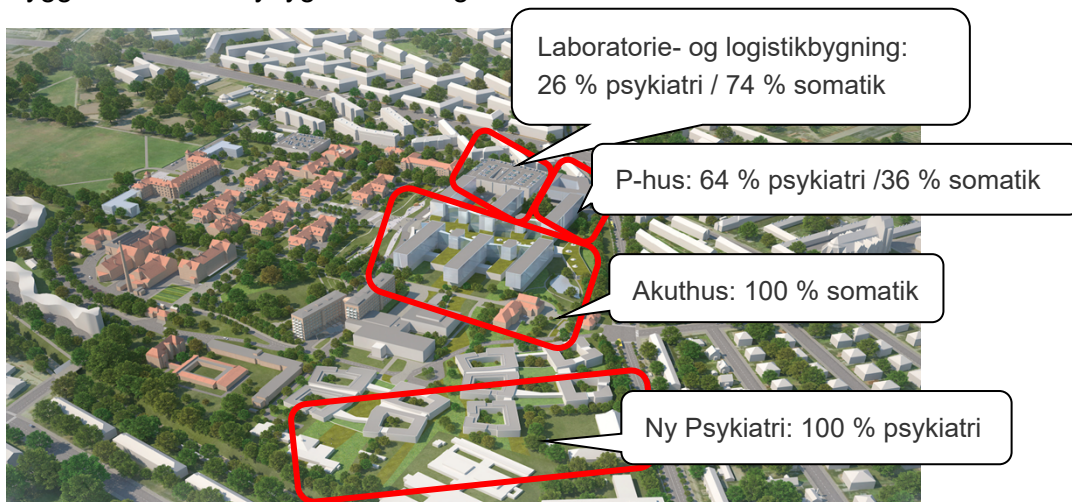 Laboratorie- og logistikbygning:
26 % psykiatri / 74 % somatik
P-hus: 64 % psykiatri /36 % somatik
Akuthus: 100 % somatik
Ny Psykiatri: 100 % psykiatri